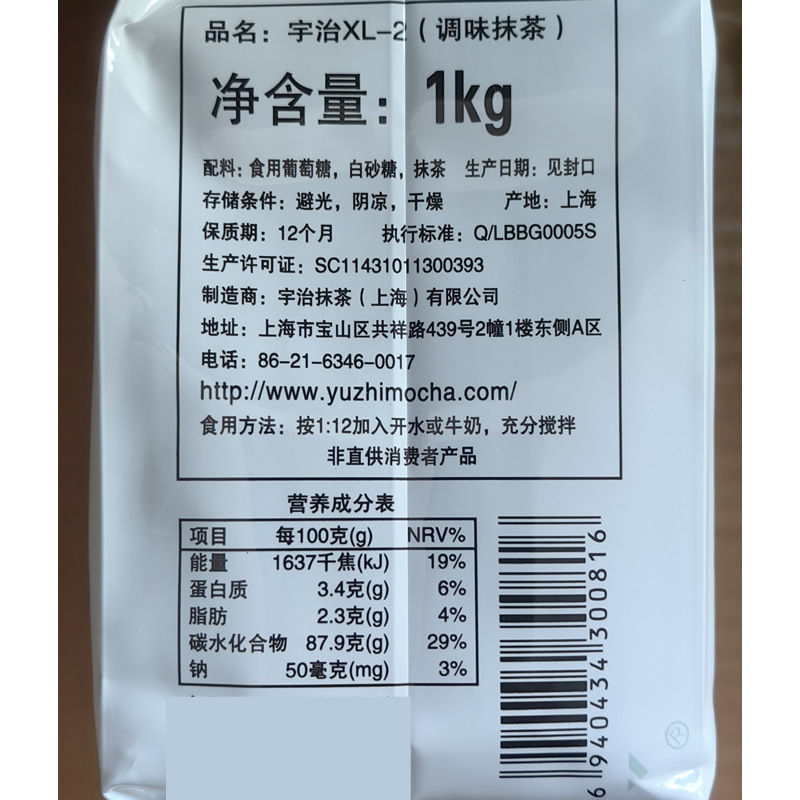 品名：宇治XL-2（调味抹茶）
净含量：1kg
配料：食用葡萄糖，白砂糖，抹茶 生产日期：见封口
存储条件：避光，阴凉，干燥 产地：上海
保质期：12个月 执行标准：Q/LBBG0005S
生产许可证：SC11431011300393
制造商：宇治抹茶（上海）有限公司
地址：上海市宝山区共祥路439号2幢1楼东侧A区
电话：86-21-6346-0017
http://www.yuzhimocha.com/
食用方法：按1:12加入开水或牛奶，充分搅拌
非直供消费者产品
营养成分表
项目 每100克(g) NRV%
能量 1637千焦(kJ) 19%
蛋白质 3.4克(g) 6%
脂肪 2.3克(g) 4%
碳水化合物 87.9克(g) 29%
钠 50毫克(mg) 3%
6 940434 300816
®